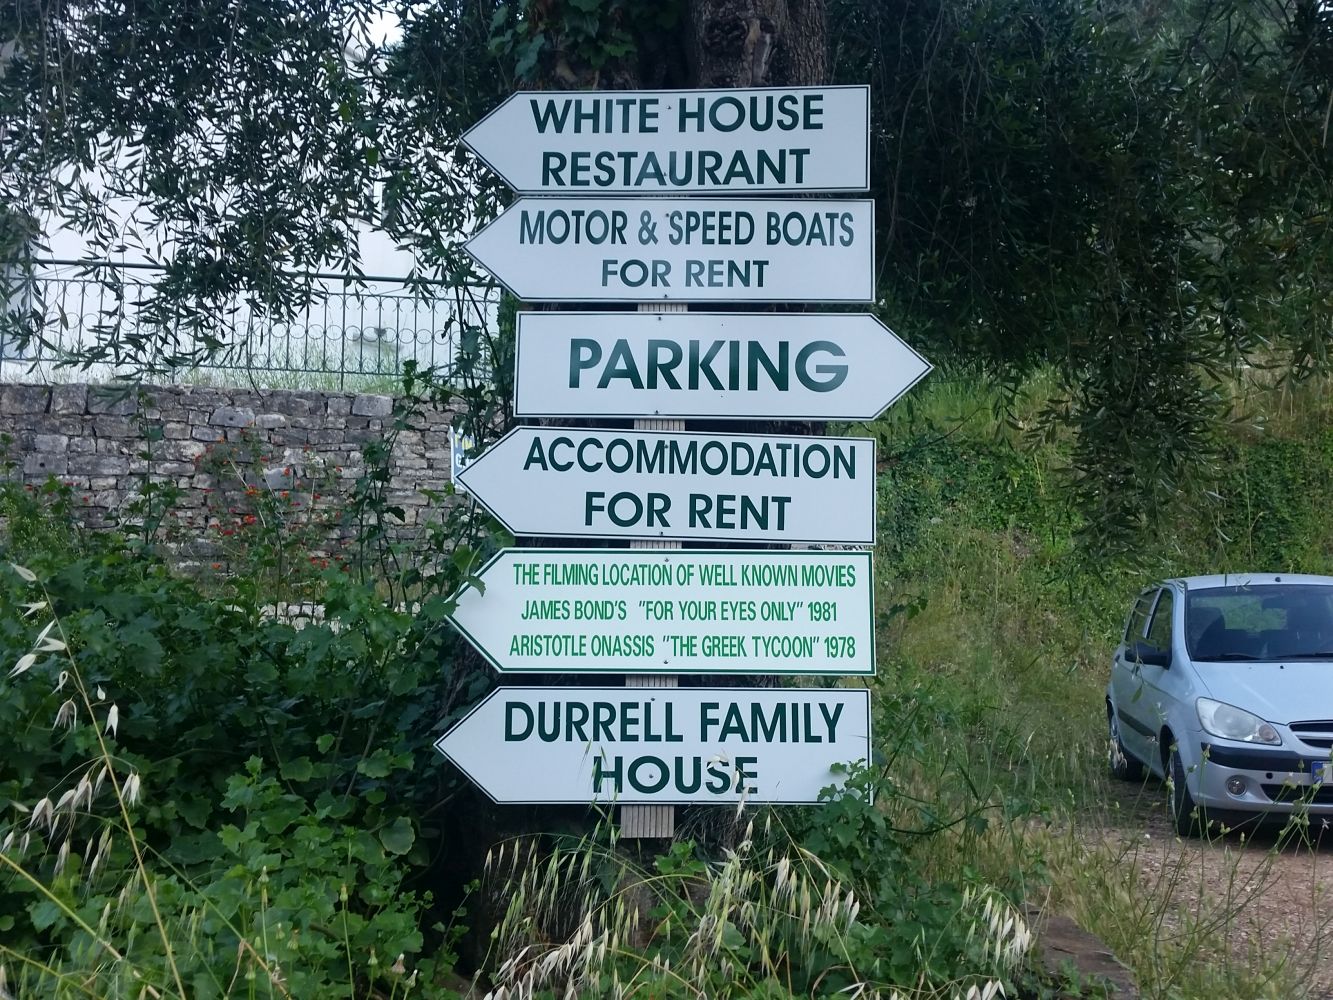 WHITE HOUSE
RESTAURANT
MOTOR & SPEED BOATS
FOR RENT
PARKING
ACCOMMODATION
FOR RENT
THE FILMING LOCATION OF WELL KNOWN MOVIES
JAMES BOND'S "FOR YOUR EYES ONLY" 1981
ARISTOTLE ONASSIS "THE GREEK TYCOON" 1978
DURRELL FAMILY
HOUSE